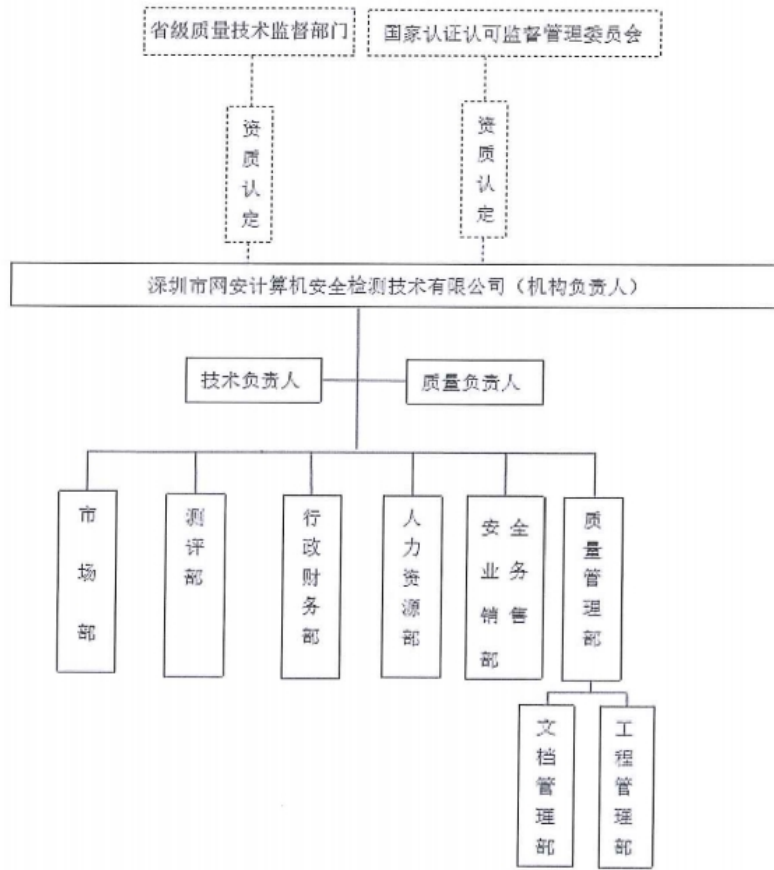 省级质量技术监督部门
国家认证认可监督管理委员会
资质认定
资质认定
深圳市网安计算机安全检测技术有限公司（机构负责人）
技术负责人
质量负责人
市场部
测评部
行政财务部
人力资源部
安全业务销售部
质量管理部
文档管理部
工程管理部